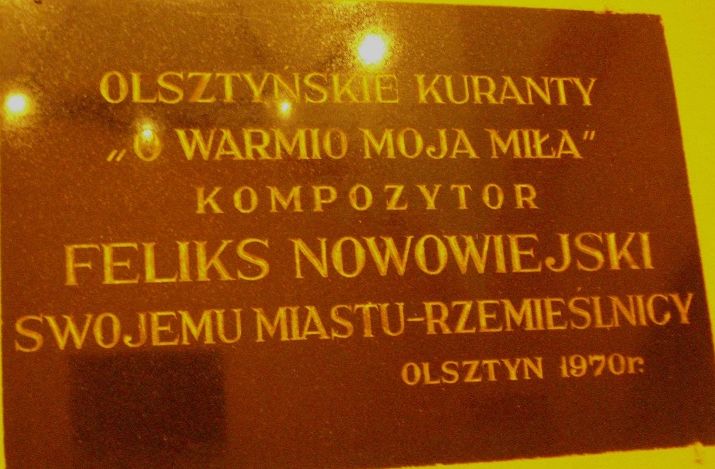 OLSZTYŃSKIE KURANTY
„O WARMIO MOJA MIŁA”
KOMPOZYTOR
FELIKS NOWOWIEJSKI
SWOJEMU MIASTU-RZEMIEŚLNICY
OLSZTYN 1970r.